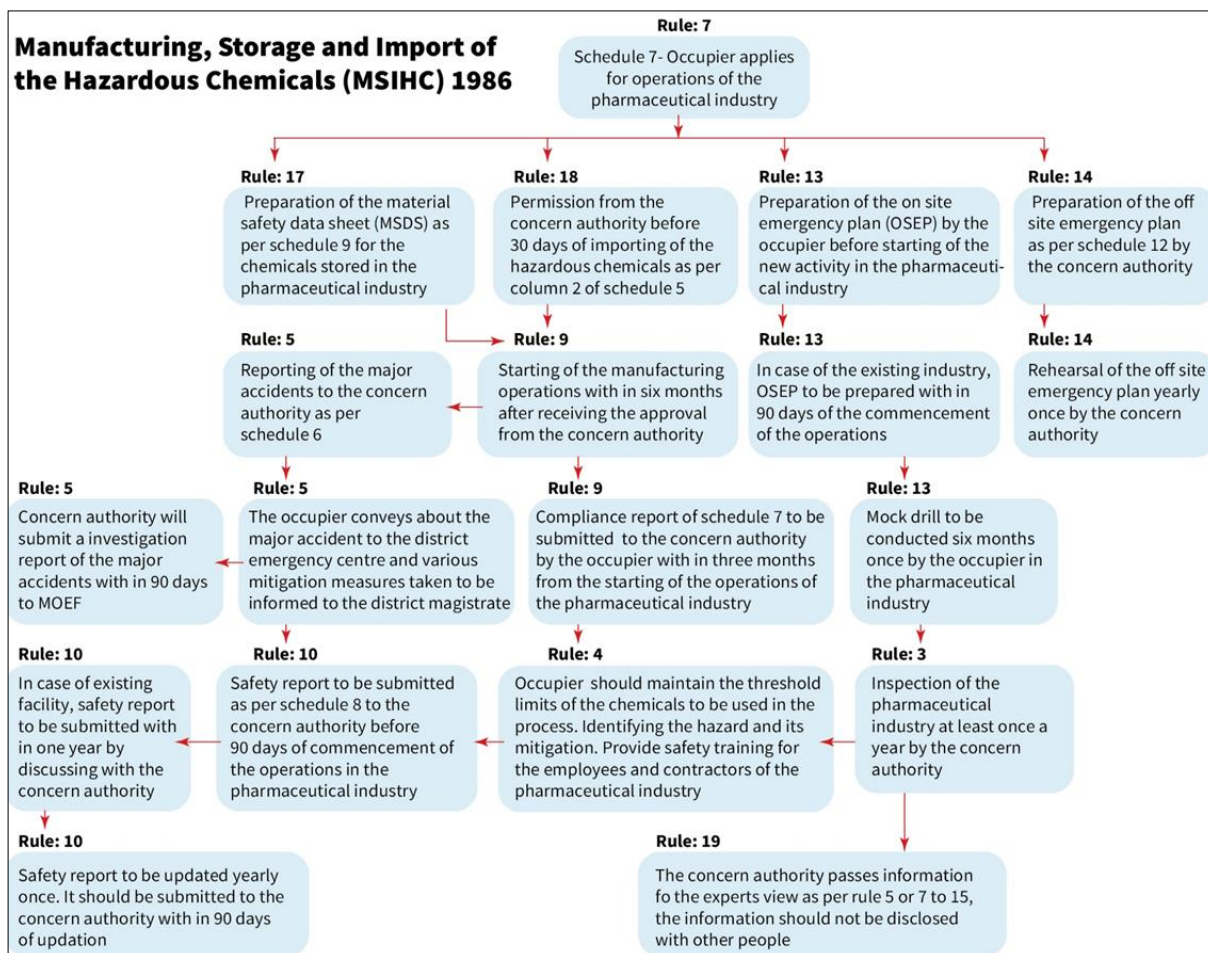 Manufacturing, Storage and Import of
the Hazardous Chemicals (MSIHC) 1986
Rule: 7
Schedule 7- Occupier applies
for operations of the
pharmaceutical industry
Rule: 17
Preparation of the material
safety data sheet (MSDS) as
per schedule 9 for the
chemicals stored in the
pharmaceutical industry
Rule: 18
Permission from the
concern authority before
30 days of importing of the
hazardous chemicals as per
column 2 of schedule 5
Rule: 13
Preparation of the on site
emergency plan (OSEP) by the
occupier before starting of the
new activity in the pharmaceuti-
cal industry
Rule: 14
Preparation of the off
site emergency plan
as per schedule 12 by
the concern authority
Rule: 5
Reporting of the major
accidents to the concern
authority as per
schedule 6
Rule: 9
Starting of the manufacturing
operations with in six months
after receiving the approval
from the concern authority
Rule: 13
In case of the existing industry,
OSEP to be prepared with in
90 days of the commencement
of the operations
Rule: 14
Rehearsal of the off site
emergency plan yearly
once by the concern
authority
Rule: 5
Concern authority will
submit a investigation
report of the major
accidents with in 90 days
to MOEF
Rule: 5
The occupier conveys about the
major accident to the district
emergency centre and various
mitigation measures taken to be
informed to the district magistrate
Rule: 9
Compliance report of schedule 7 to be
submitted to the concern authority
by the occupier with in three months
from the starting of the operations of
the pharmaceutical industry
Rule: 13
Mock drill to be
conducted six months
once by the occupier in
the pharmaceutical
industry
Rule: 10
In case of existing
facility, safety report
to be submitted with
in one year by
discussing with the
concern authority
Rule: 10
Safety report to be submitted
as per schedule 8 to the
concern authority before
90 days of commencement of
the operations in the
pharmaceutical industry
Rule: 4
Occupier should maintain the threshold
limits of the chemicals to be used in the
process. Identifying the hazard and its
mitigation. Provide safety training for
the employees and contractors of the
pharmaceutical industry
Rule: 3
Inspection of the
pharmaceutical
industry at least once a
year by the concern
authority
Rule: 10
Safety report to be updated yearly
once. It should be submitted to the
concern authority with in 90 days
of updation
Rule: 19
The concern authority passes information
fo the experts view as per rule 5 or 7 to 15,
the information should not be disclosed
with other people